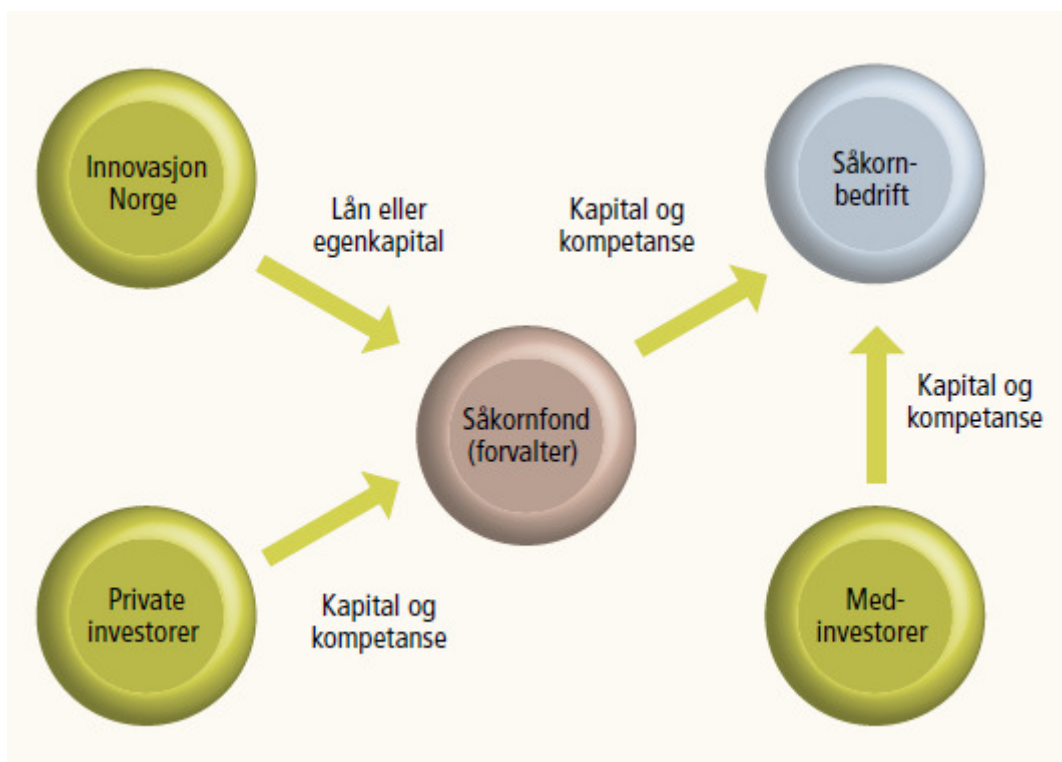 Innovasjon
Norge
Lån eller
egenkapital
Kapital og
kompetanse
Såkorn-
bedrift
Såkornfond
(forvalter)
Kapital og
kompetanse
Private
investorer
Kapital og
kompetanse
Med-
investorer